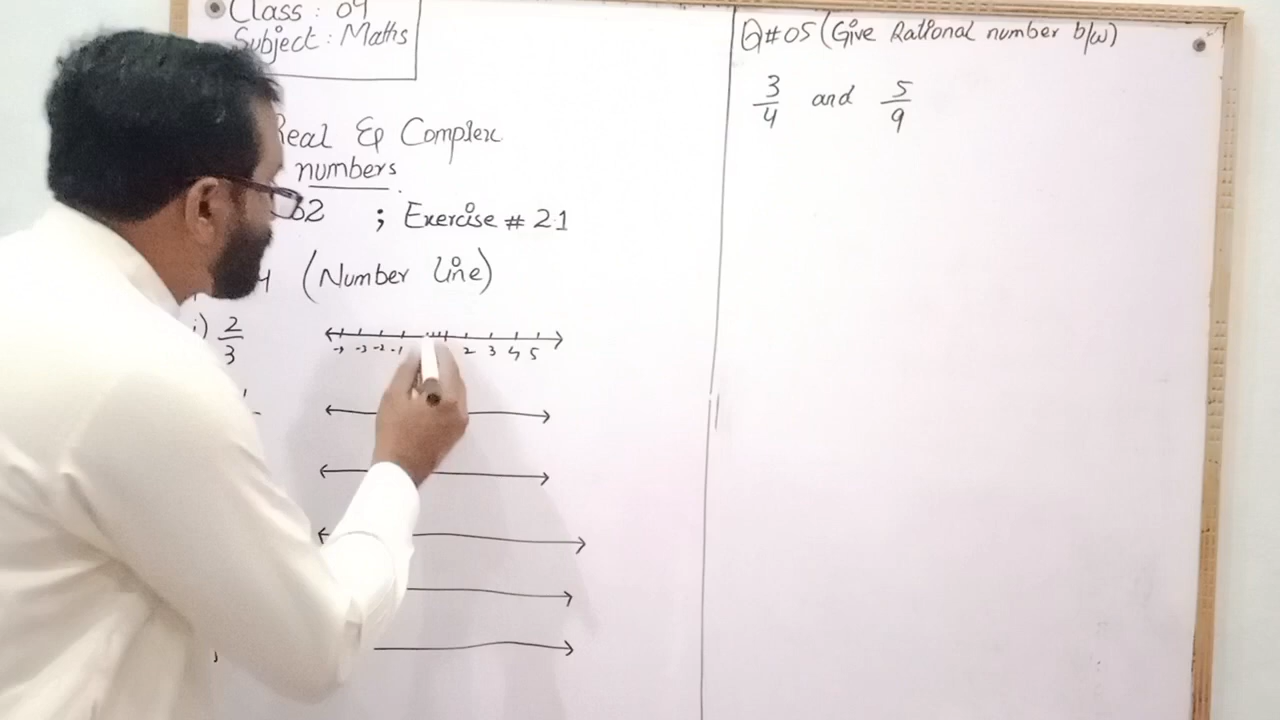 Class : 09
Subject : Maths
Real & Complex
numbers
; Exercise # 2.1
(Number line)
i) 2/3
-3 -2 -1 2 3 4 5
Q#05 (Give Rational number b/w)
3/4 and 5/9